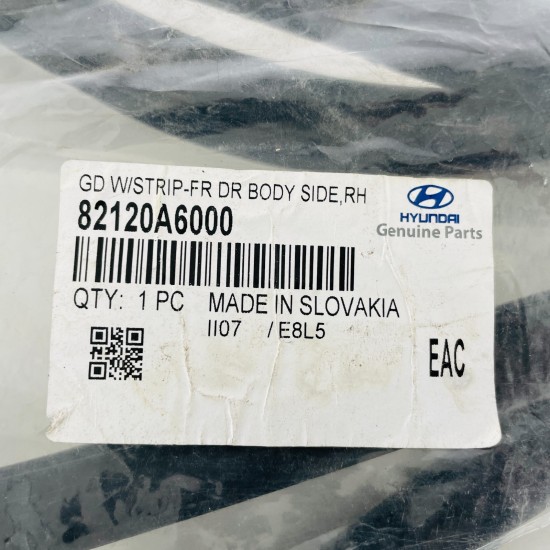 GD W/STRIP-FR DR BODY SIDE,RH
82120A6000
HYUNDAI
Genuine Parts
QTY: 1 PC MADE IN SLOVAKIA
II07 /E8L5
EAC